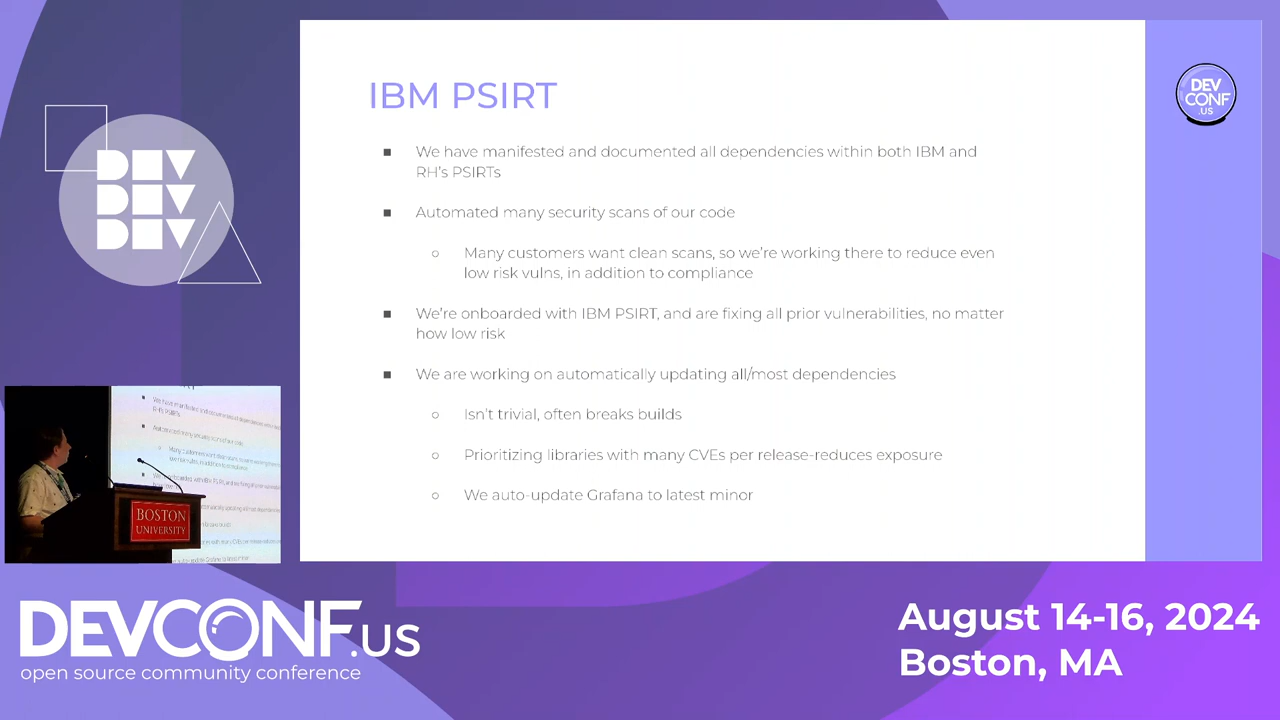 IBM PSIRT
DEV
CONF
.US
■ We have manifested and documented all dependencies within both IBM and
RH's PSIRTs
■ Automated many security scans of our code
○ Many customers want clean scans, so we're working there to reduce even
low risk vulns, in addition to compliance
■ We're onboarded with IBM PSIRT, and are fixing all prior vulnerabilities, no matter
how low risk
■ We are working on automatically updating all/most dependencies
○ Isn't trivial, often breaks builds
○ Prioritizing libraries with many CVEs per release-reduces exposure
○ We auto-update Grafana to latest minor
DEV
DEV
DEV
BOSTON
UNIVERSITY
DEVCONF.US
open source community conference
August 14-16, 2024
Boston, MA